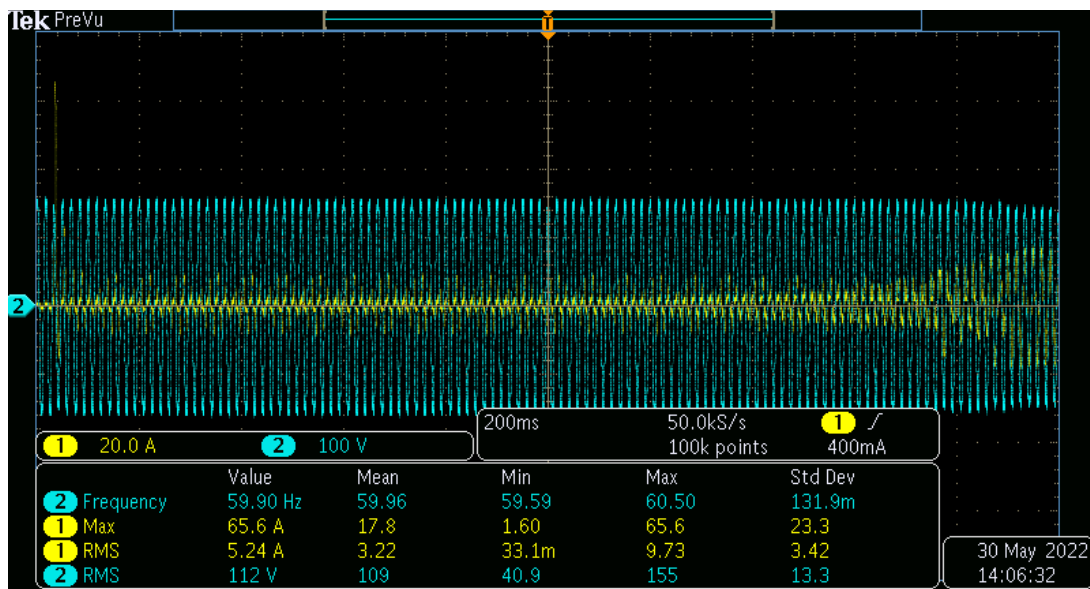 Tek PreVu
T
2
200ms 50.0kS/s 1
100k points 400mA
1 20.0 A 2 100 V
Value Mean Min Max Std Dev
2 Frequency 59.90 Hz 59.96 59.59 60.50 131.9m
1 Max 65.6 A 17.8 1.60 65.6 23.3
1 RMS 5.24 A 3.22 33.1m 9.73 3.42
2 RMS 112 V 109 40.9 155 13.3
30 May 2022
14:06:32